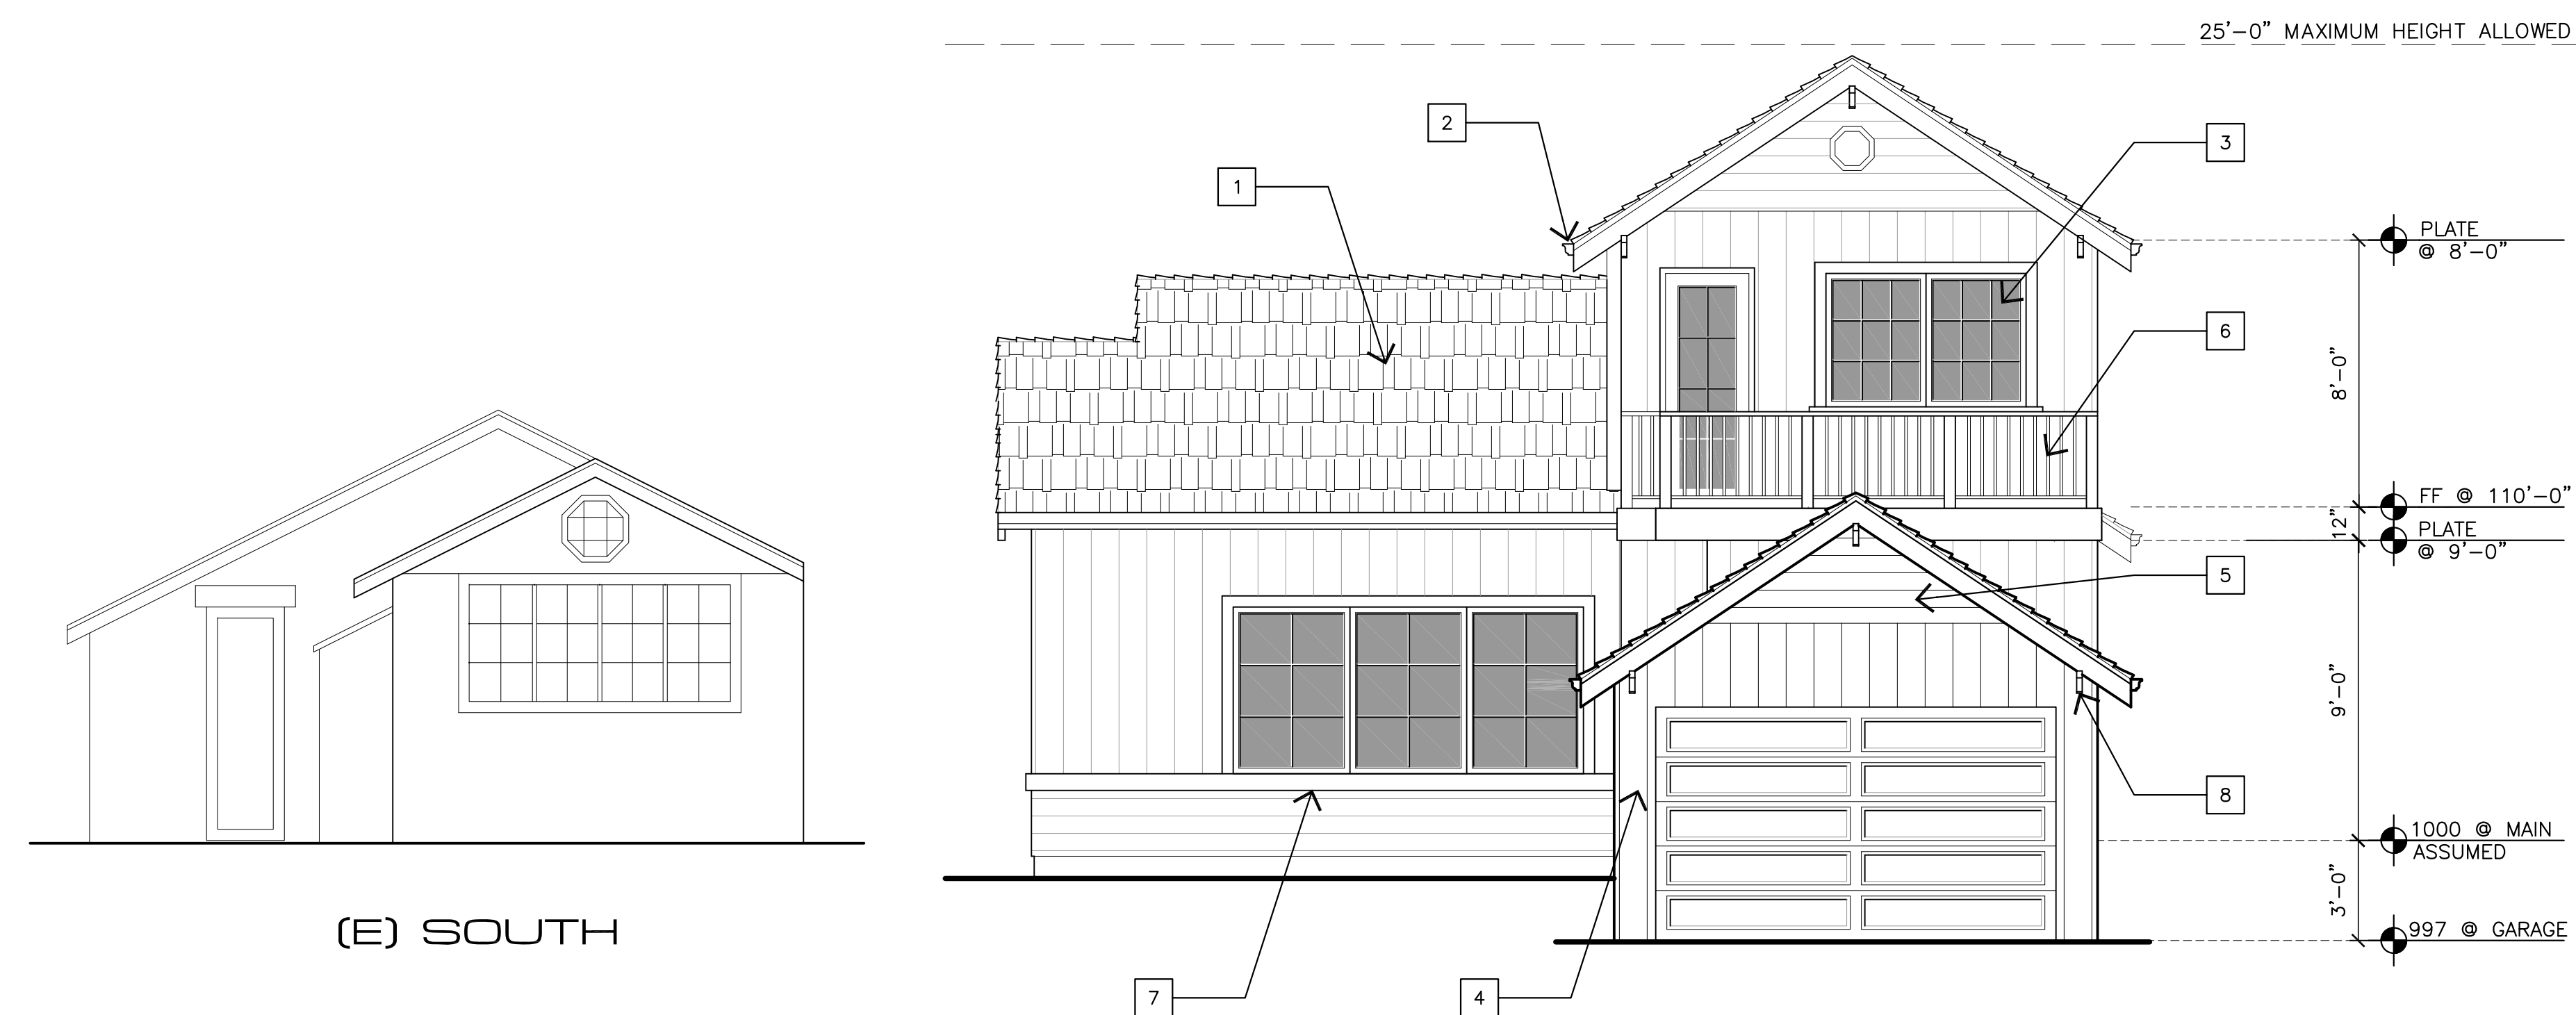 25'-0" MAXIMUM HEIGHT ALLOWED
2
3
1
PLATE
@ 8'-0"
6
8'-0"
FF @ 110'-0"
12"
PLATE
@ 9'-0"
5
9'-0"
8
1000 @ MAIN
ASSUMED
3'-0"
997 @ GARAGE
(E) SOUTH
7
4